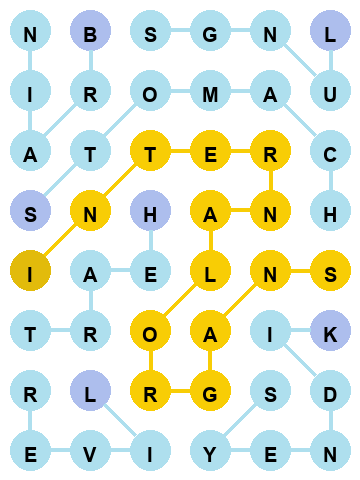 N B S G N L
I R O M A U
A T T E R C
S N H A N H
I A E L N S
T R O A I K
R L R G S D
E V I Y E N